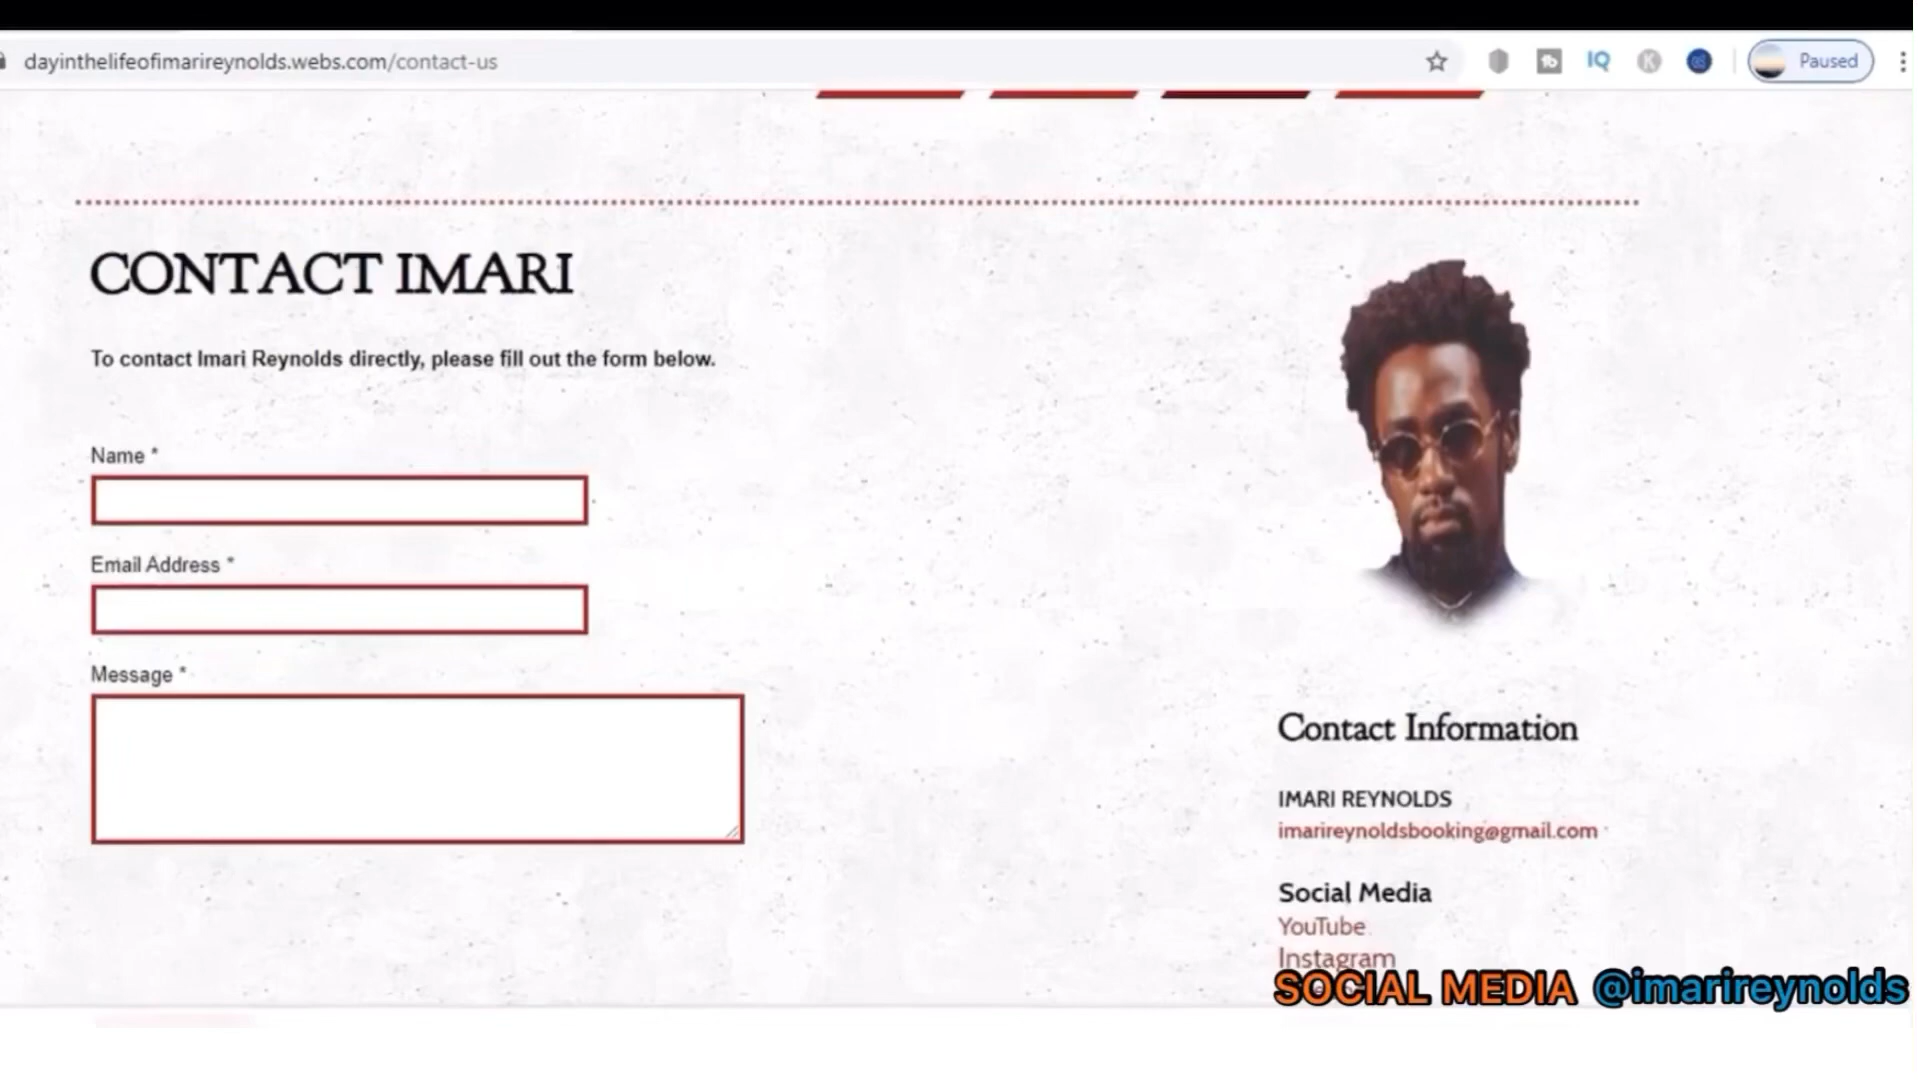 dayinthelifeofimarireynolds.webs.com/contact-us
IQ
K
Paused
CONTACT IMARI
To contact Imari Reynolds directly, please fill out the form below.
Name *
Email Address *
Message *
Contact Information
IMARI REYNOLDS
imarireynoldsbooking@gmail.com
Social Media
YouTube
Instagram
SOCIAL MEDIA @imarireynolds